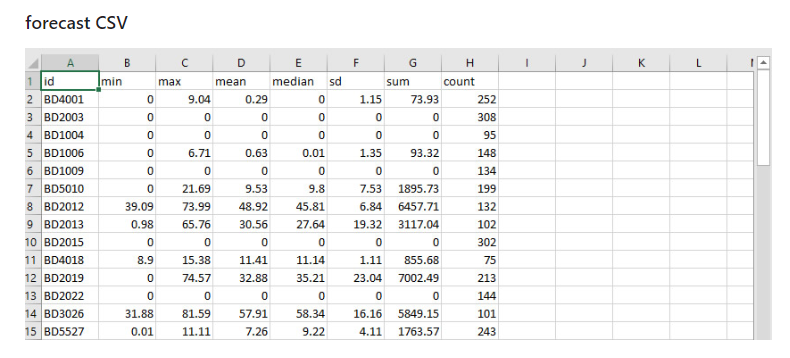 forecast CSV
A B C D E F G H I J K L
1 id min max mean median sd sum count
2 BD4001 0 9.04 0.29 0 1.15 73.93 252
3 BD2003 0 0 0 0 0 0 308
4 BD1004 0 0 0 0 0 0 95
5 BD1006 0 6.71 0.63 0.01 1.35 93.32 148
6 BD1009 0 0 0 0 0 0 134
7 BD5010 0 21.69 9.53 9.8 7.53 1895.73 199
8 BD2012 39.09 73.99 48.92 45.81 6.84 6457.71 132
9 BD2013 0.98 65.76 30.56 27.64 19.32 3117.04 102
10 BD2015 0 0 0 0 0 0 302
11 BD4018 8.9 15.38 11.41 11.14 1.11 855.68 75
12 BD2019 0 74.57 32.88 35.21 23.04 7002.49 213
13 BD2022 0 0 0 0 0 0 144
14 BD3026 31.88 81.59 57.91 58.34 16.16 5849.15 101
15 BD5527 0.01 11.11 7.26 9.22 4.11 1763.57 243